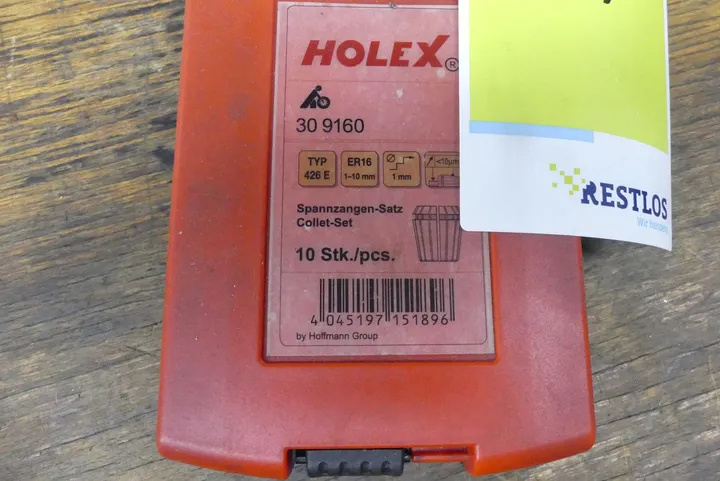 HOLEX®
30 9160
TYP
426 E
ER16
1–10 mm
1 mm
<10µm
Spannzangen-Satz
Collet-Set
10 Stk./pcs.
4 045197 151896
by Hoffmann Group
RESTLOS